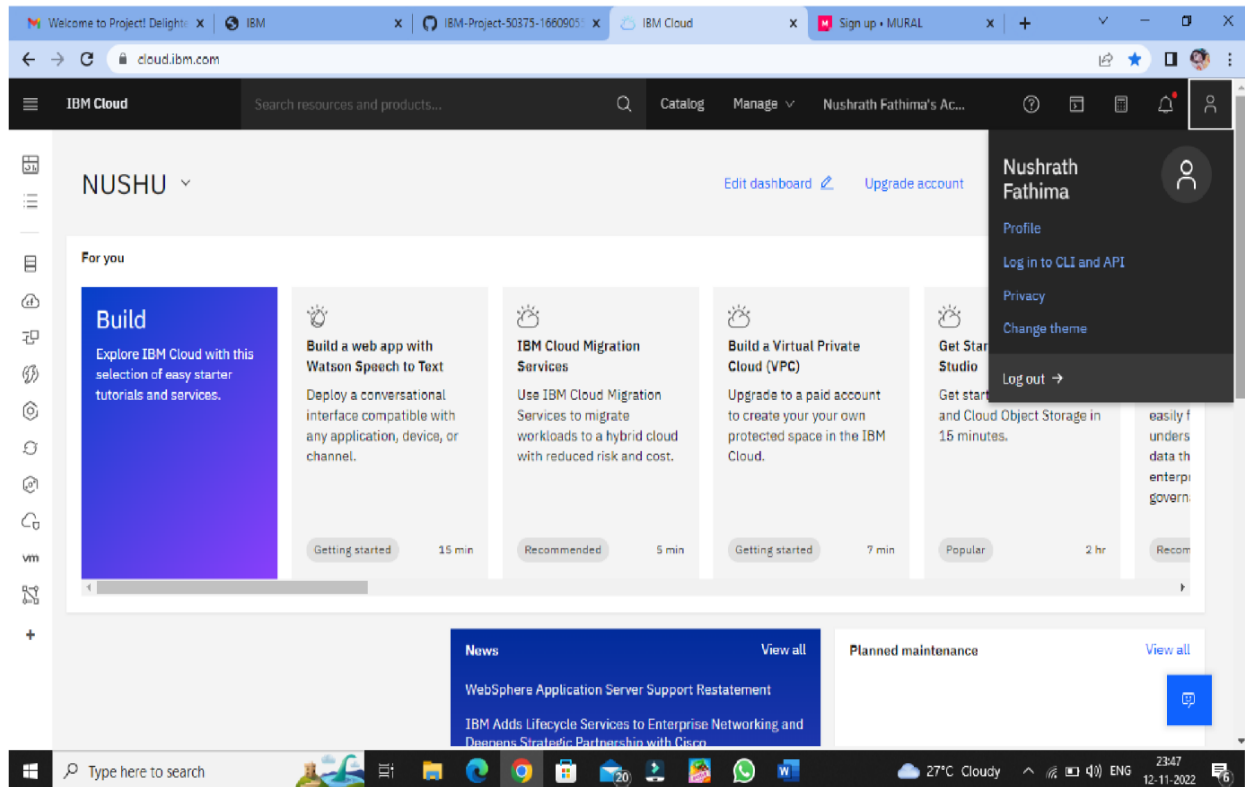 Welcome to Project! Delight
IBM
IBM-Project-50375-1660905
IBM Cloud
Sign up • MURAL
cloud.ibm.com
IBM Cloud
Search resources and products...
Catalog
Manage
Nushrath Fathima's Ac...
NUSHU
Edit dashboard
Upgrade account
Nushrath
Fathima
Profile
Log in to CLI and API
Privacy
Change theme
Log out →
For you
Build
Explore IBM Cloud with this
selection of easy starter
tutorials and services.
Build a web app with
Watson Speech to Text
Deploy a conversational
interface compatible with
any application, device, or
channel.
Getting started
15 min
IBM Cloud Migration
Services
Use IBM Cloud Migration
Services to migrate
workloads to a hybrid cloud
with reduced risk and cost.
Recommended
5 min
Build a Virtual Private
Cloud (VPC)
Upgrade to a paid account
to create your your own
protected space in the IBM
Cloud.
Getting started
7 min
Get Star
Studio
Get start
and Cloud Object Storage in
15 minutes.
Popular
2 hr
easily f
unders
data th
enterpr
govern
Recom
vm
News
View all
WebSphere Application Server Support Restatement
IBM Adds Lifecycle Services to Enterprise Networking and
Deepens Strategic Partnership with Cisco
Planned maintenance
View all
Type here to search
20
27°C Cloudy
ENG
23:47
12-11-2022
6